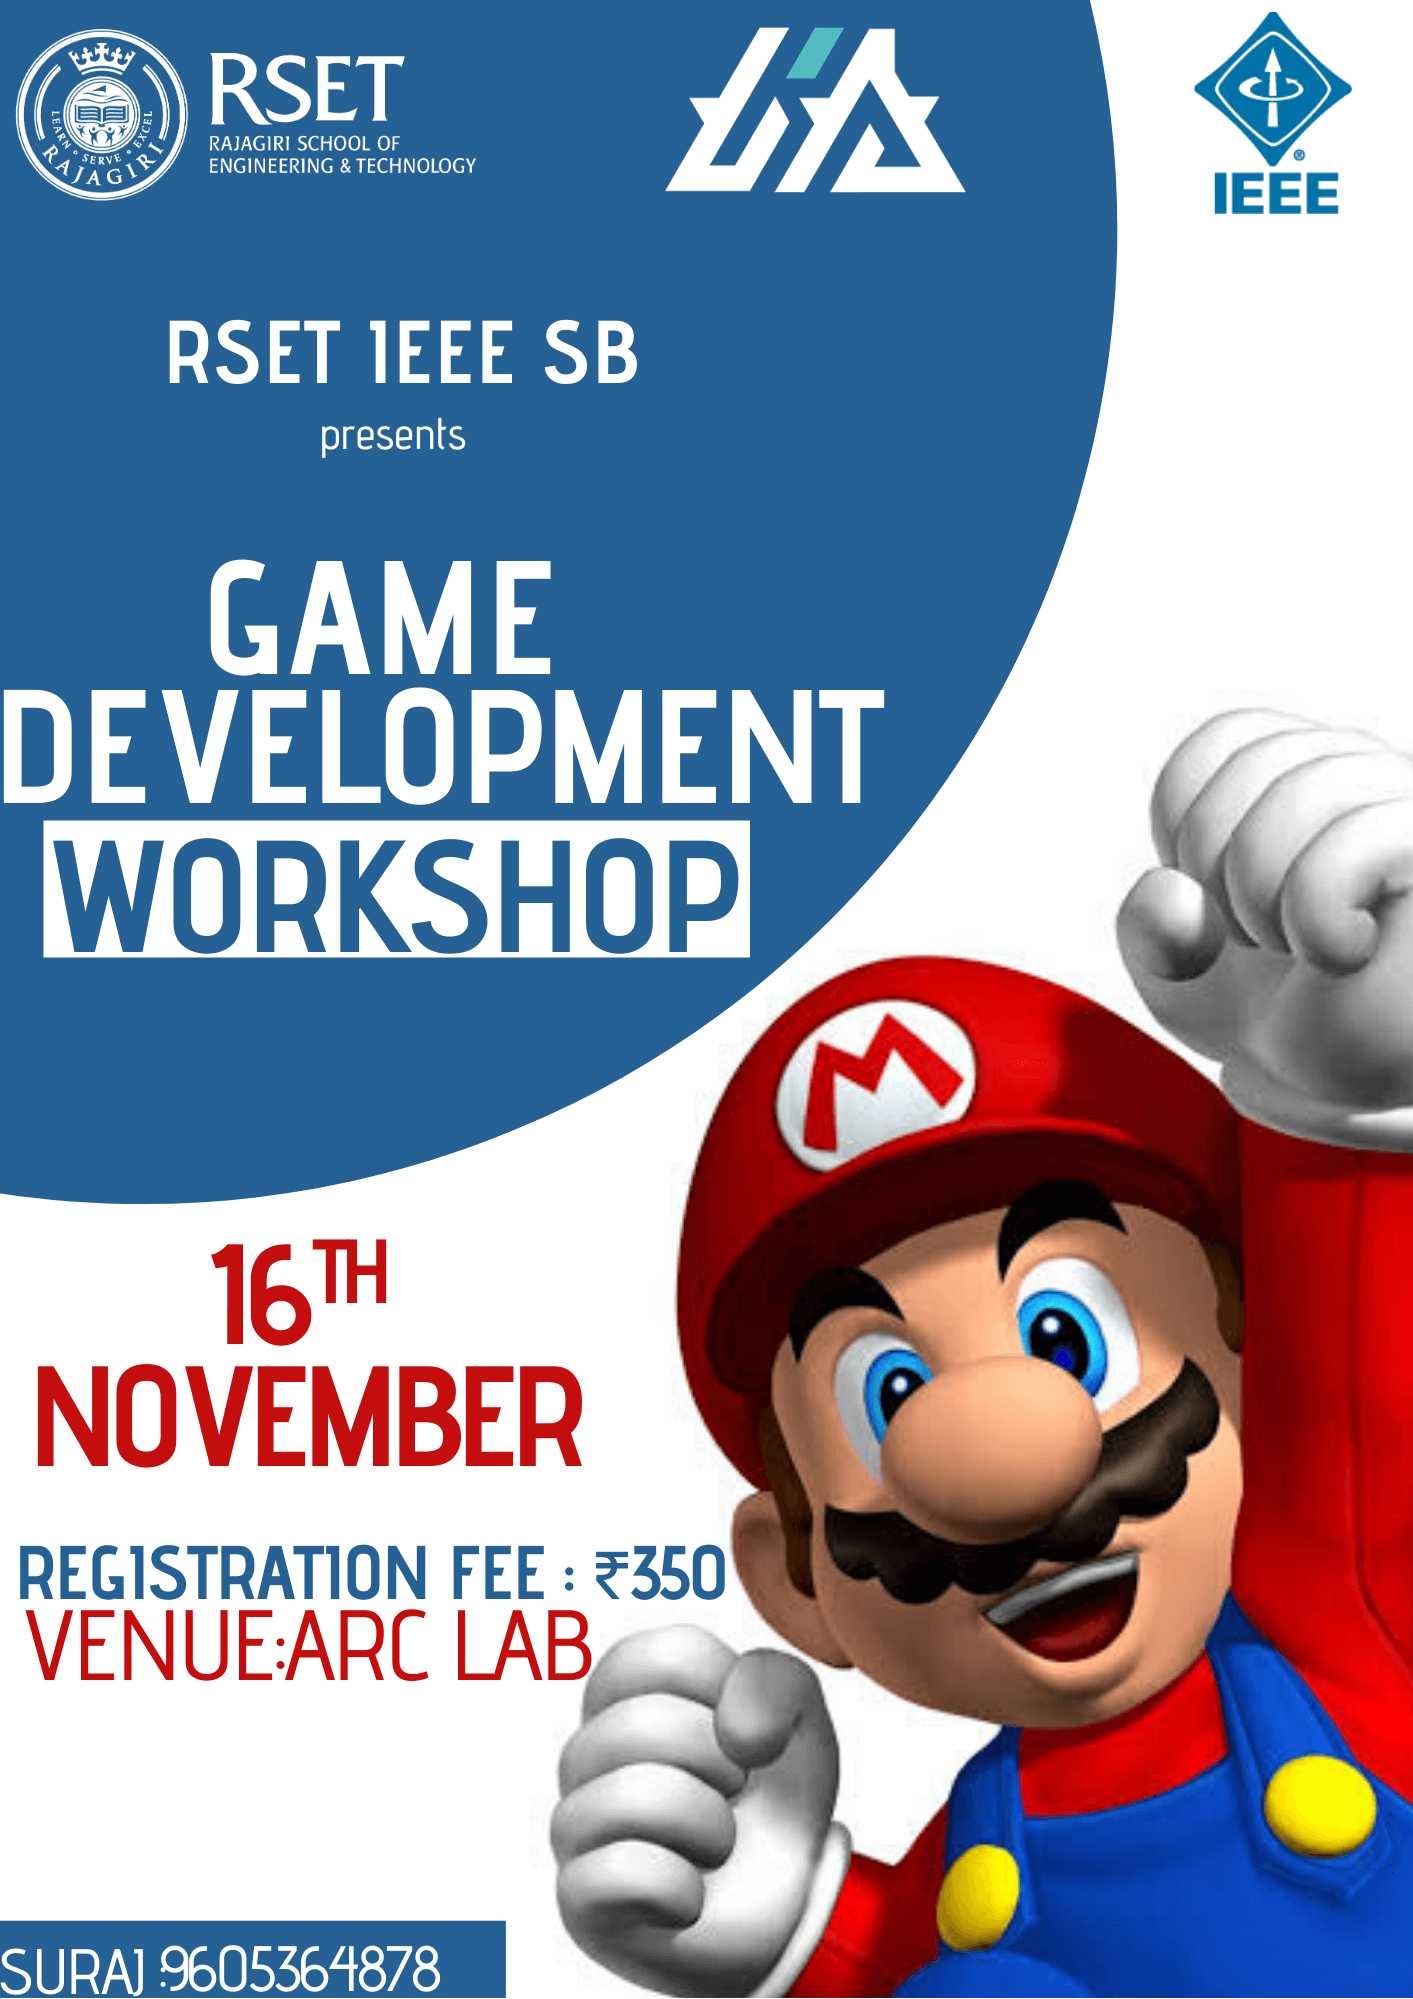 RSET
RAJAGIRI SCHOOL OF
ENGINEERING & TECHNOLOGY
LEARN ° SERVE ° EXCEL
RAJAGIRI
IEEE
RSET IEEE SB
presents
GAME
DEVELOPMENT
WORKSHOP
M
16TH
NOVEMBER
REGISTRATION FEE : ₹350
VENUE:ARC LAB
SURAJ :9605364878